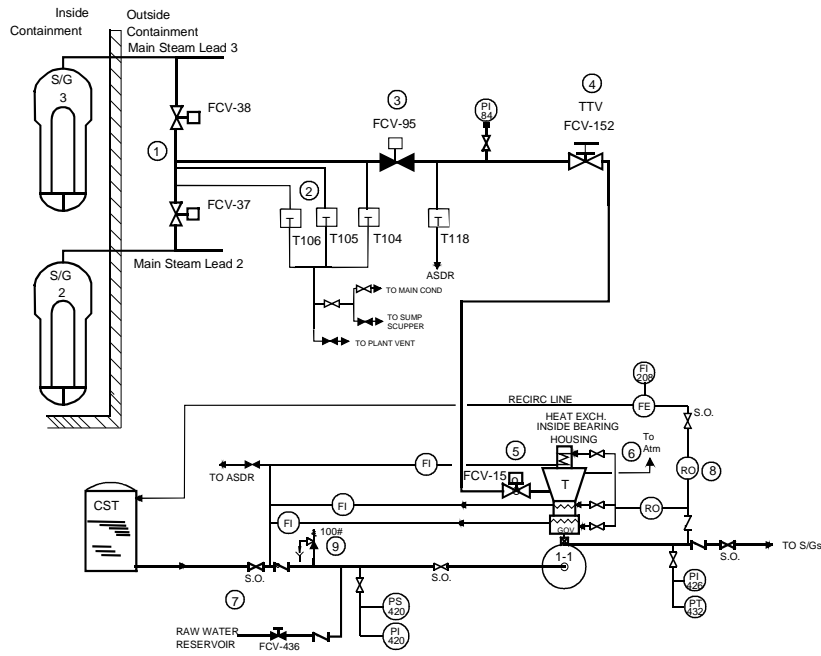 Inside
Containment
Outside
Containment
Main Steam Lead 3
S/G
3
FCV-38
1
FCV-37
Main Steam Lead 2
S/G
2
2
T
T106
T
T105
T
T104
3
FCV-95
T
T118
ASDR
PI
84
4
TTV
FCV-152
TO MAIN COND
TO SUMP
SCUPPER
TO PLANT VENT
RECIRC LINE
FI
208
FE
S.O.
HEAT EXCH.
INSIDE BEARING
HOUSING
6
To
Atm
5
FCV-15
T
GOV
RO
RO
8
TO ASDR
FI
FI
FI
CST
100#
9
S.O.
S.O.
1-1
S.O.
TO S/Gs
7
PS
420
PI
420
PI
426
PT
432
RAW WATER
RESERVOIR
FCV-436